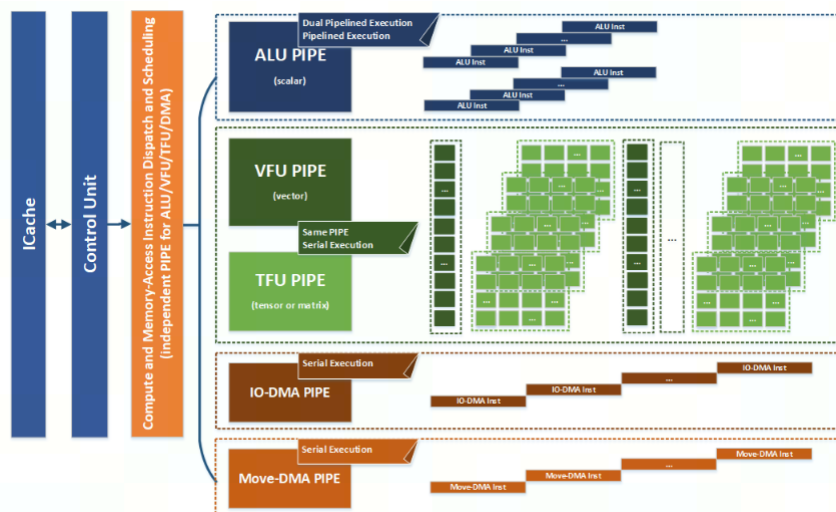 ICache
Control Unit
Compute and Memory-Access Instruction Dispatch and Scheduling
(independent PIPE for ALU/VFU/TFU/DMA)
ALU PIPE
(scalar)
Dual Pipelined Execution
Pipelined Execution
ALU Inst
...
ALU Inst
ALU Inst
ALU Inst
...
ALU Inst
ALU Inst
VFU PIPE
(vector)
Same PIPE
Serial Execution
TFU PIPE
(tensor or matrix)
...
...
...
...
...
...
...
...
...
...
IO-DMA PIPE
Serial Execution
IO-DMA Inst
...
IO-DMA Inst
IO-DMA Inst
Move-DMA PIPE
Serial Execution
Move-DMA Inst
...
Move-DMA Inst
Move-DMA Inst